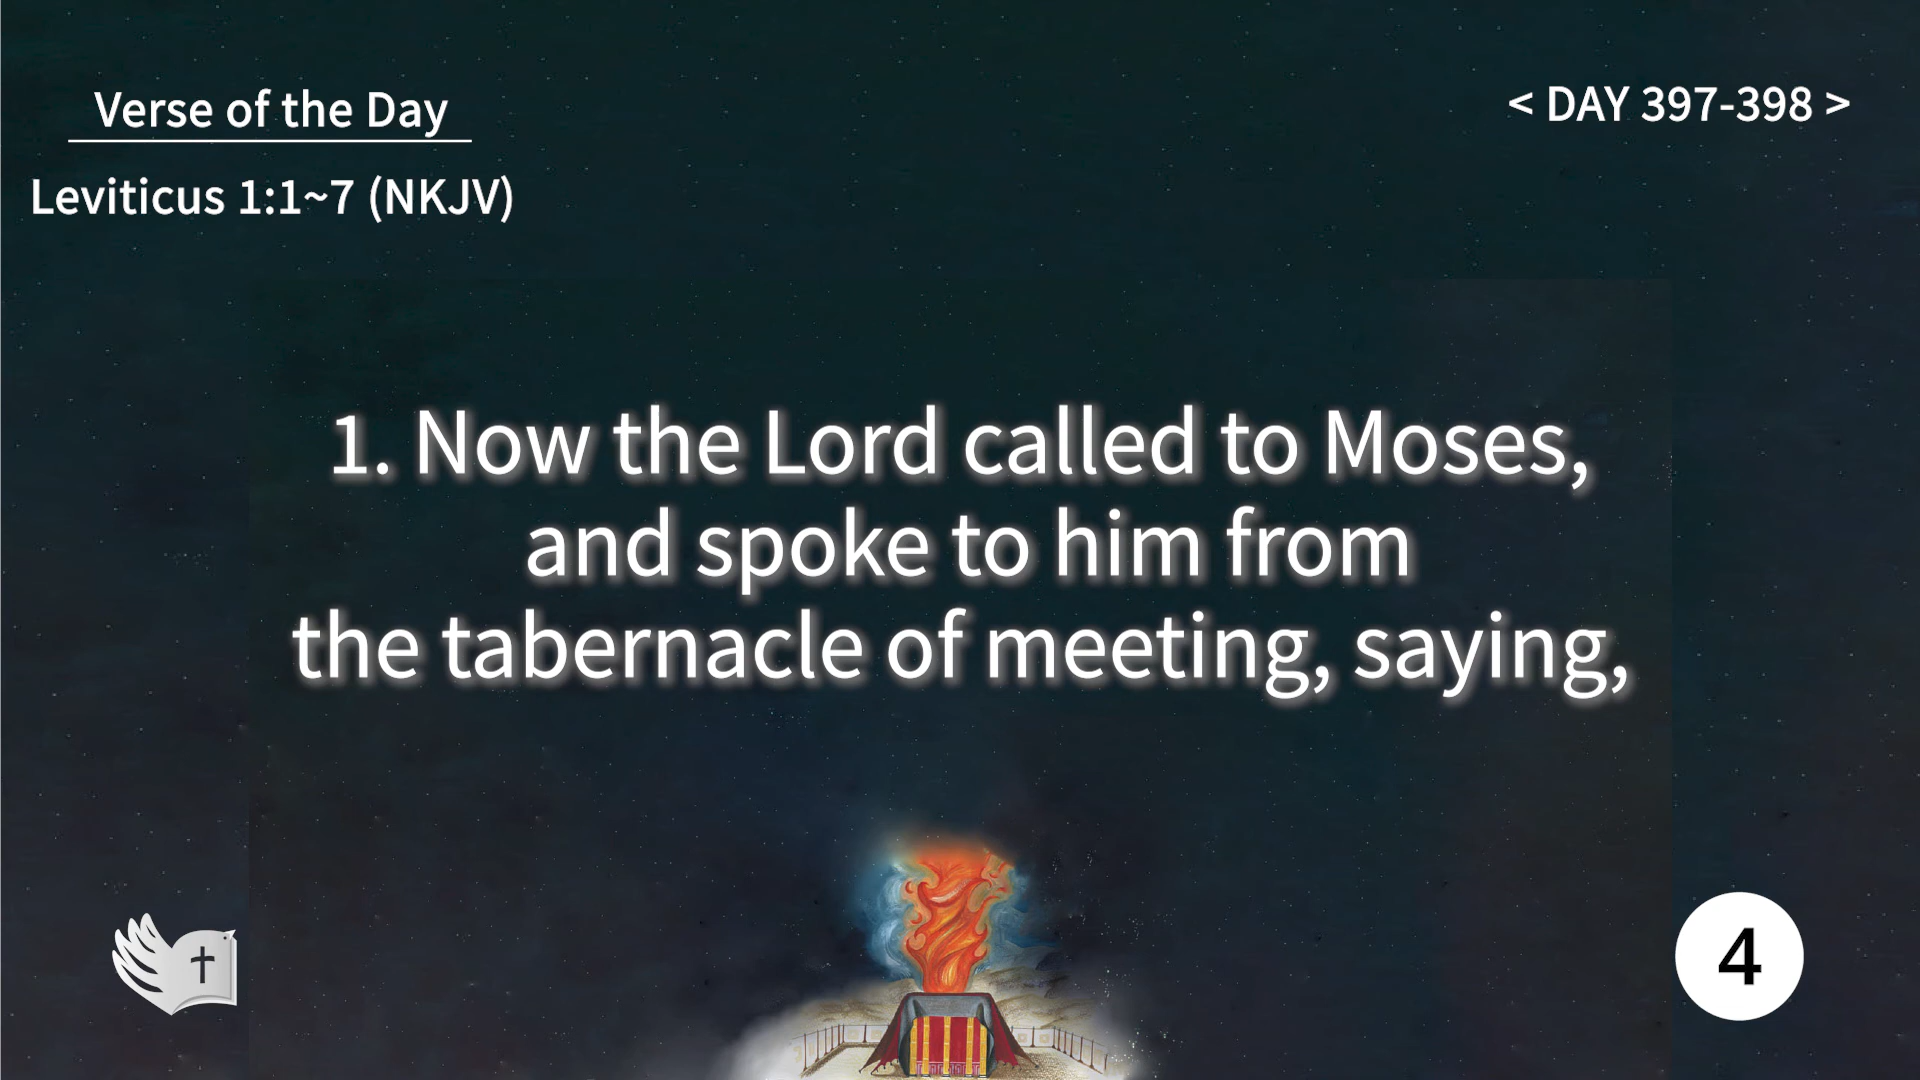 Verse of the Day
< DAY 397-398 >
Leviticus 1:1~7 (NKJV)
1. Now the Lord called to Moses,
and spoke to him from
the tabernacle of meeting, saying,
4